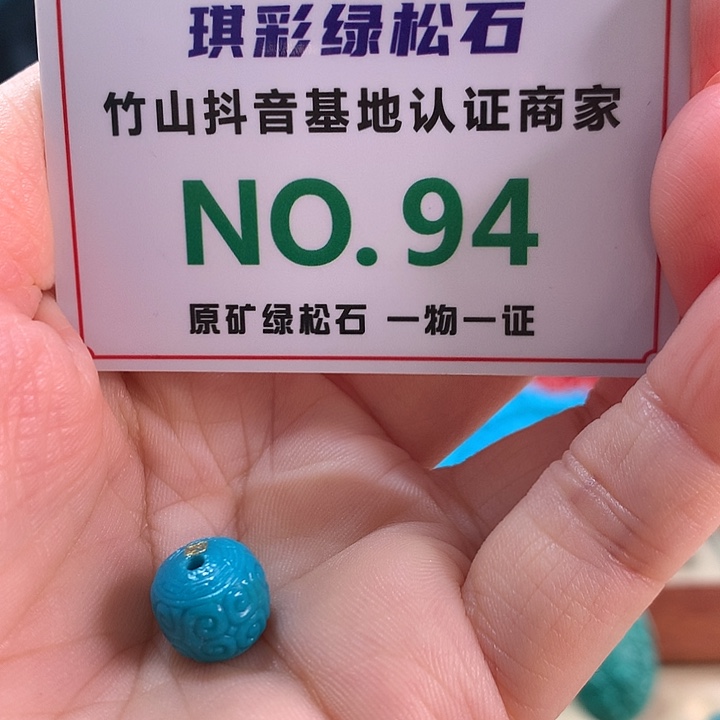 琪彩绿松石
竹山抖音基地认证商家
NO.94
原矿绿松石 一物一证